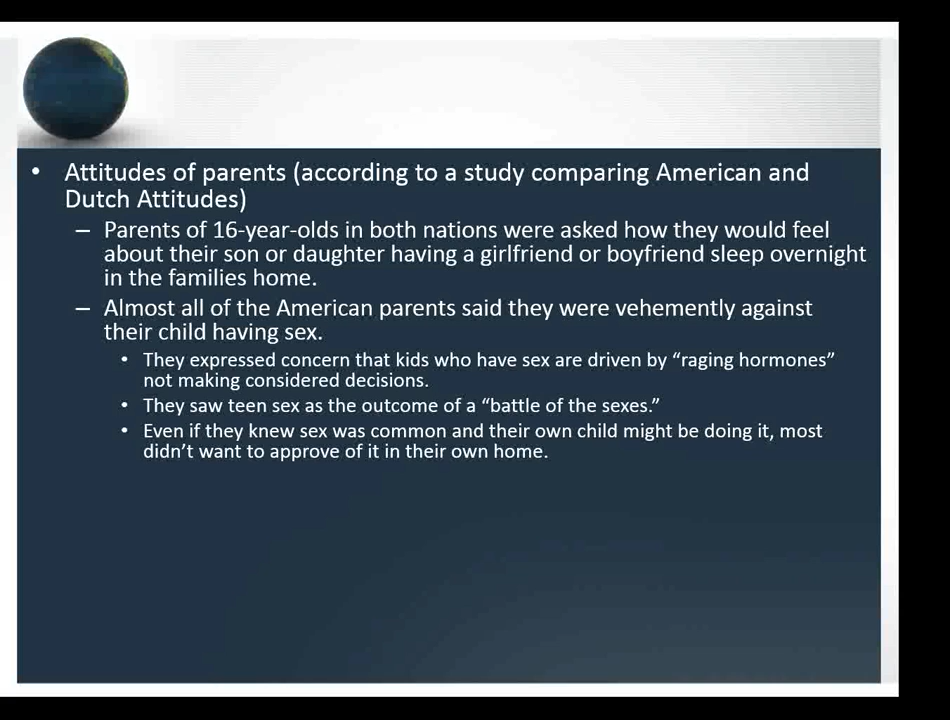 • Attitudes of parents (according to a study comparing American and
Dutch Attitudes)
– Parents of 16-year-olds in both nations were asked how they would feel
about their son or daughter having a girlfriend or boyfriend sleep overnight
in the families home.
– Almost all of the American parents said they were vehemently against
their child having sex.
• They expressed concern that kids who have sex are driven by “raging hormones”
not making considered decisions.
• They saw teen sex as the outcome of a “battle of the sexes.”
• Even if they knew sex was common and their own child might be doing it, most
didn’t want to approve of it in their own home.